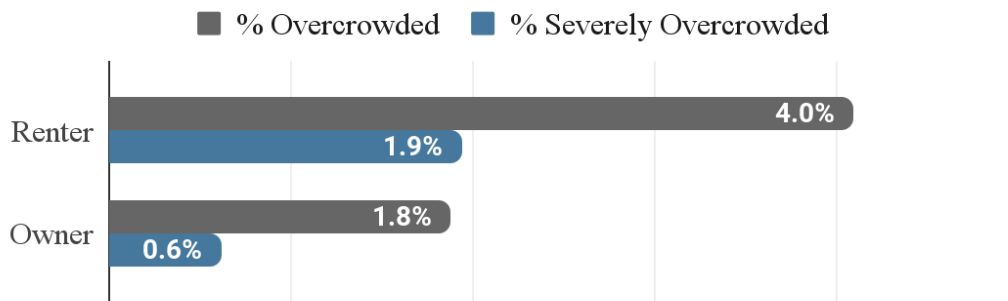 % Overcrowded % Severely Overcrowded
Renter
4.0%
1.9%
Owner
1.8%
0.6%